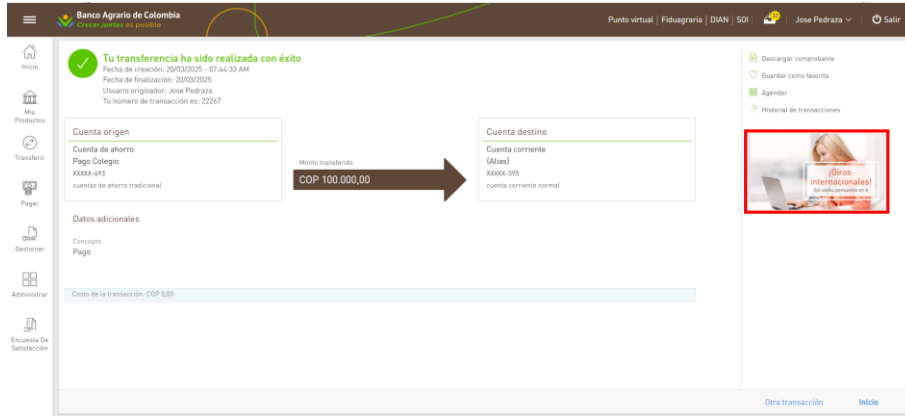 Banco Agrario de Colombia
Crecer juntos es posible
Punto virtual | Fiduagraria | DIAN | SOI |
Jose Pedraza
Salir
Inicio
Mis
Productos
Transferir
Pagar
Gestionar
Administrar
Encuesta De
Satisfacción
Tu transferencia ha sido realizada con éxito
Fecha de creación: 20/03/2025 - 07:44:33 AM
Fecha de finalización: 20/03/2025
Usuario originador: Jose Pedraza
Tu número de transacción es: 22267
Cuenta origen
Cuenta de ahorro
Pago Colegio
XXXXX-693
cuentas de ahorro tradicional
Monto transferido
COP 100.000,00
Cuenta destino
Cuenta corriente
(Alias)
XXXXX-395
cuenta corriente normal
Datos adicionales
Concepto
Pago
Costo de la transacción: COP 0,00
Descargar comprobante
Guardar como favorita
Agendar
Historial de transacciones
¡Giros
internacionales!
Sin costo, pensamos en ti.
Otra transacción
Inicio